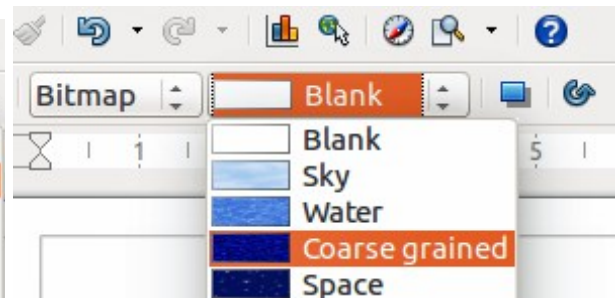 Bitmap Blank
1 5
Blank
Sky
Water
Coarse grained
Space